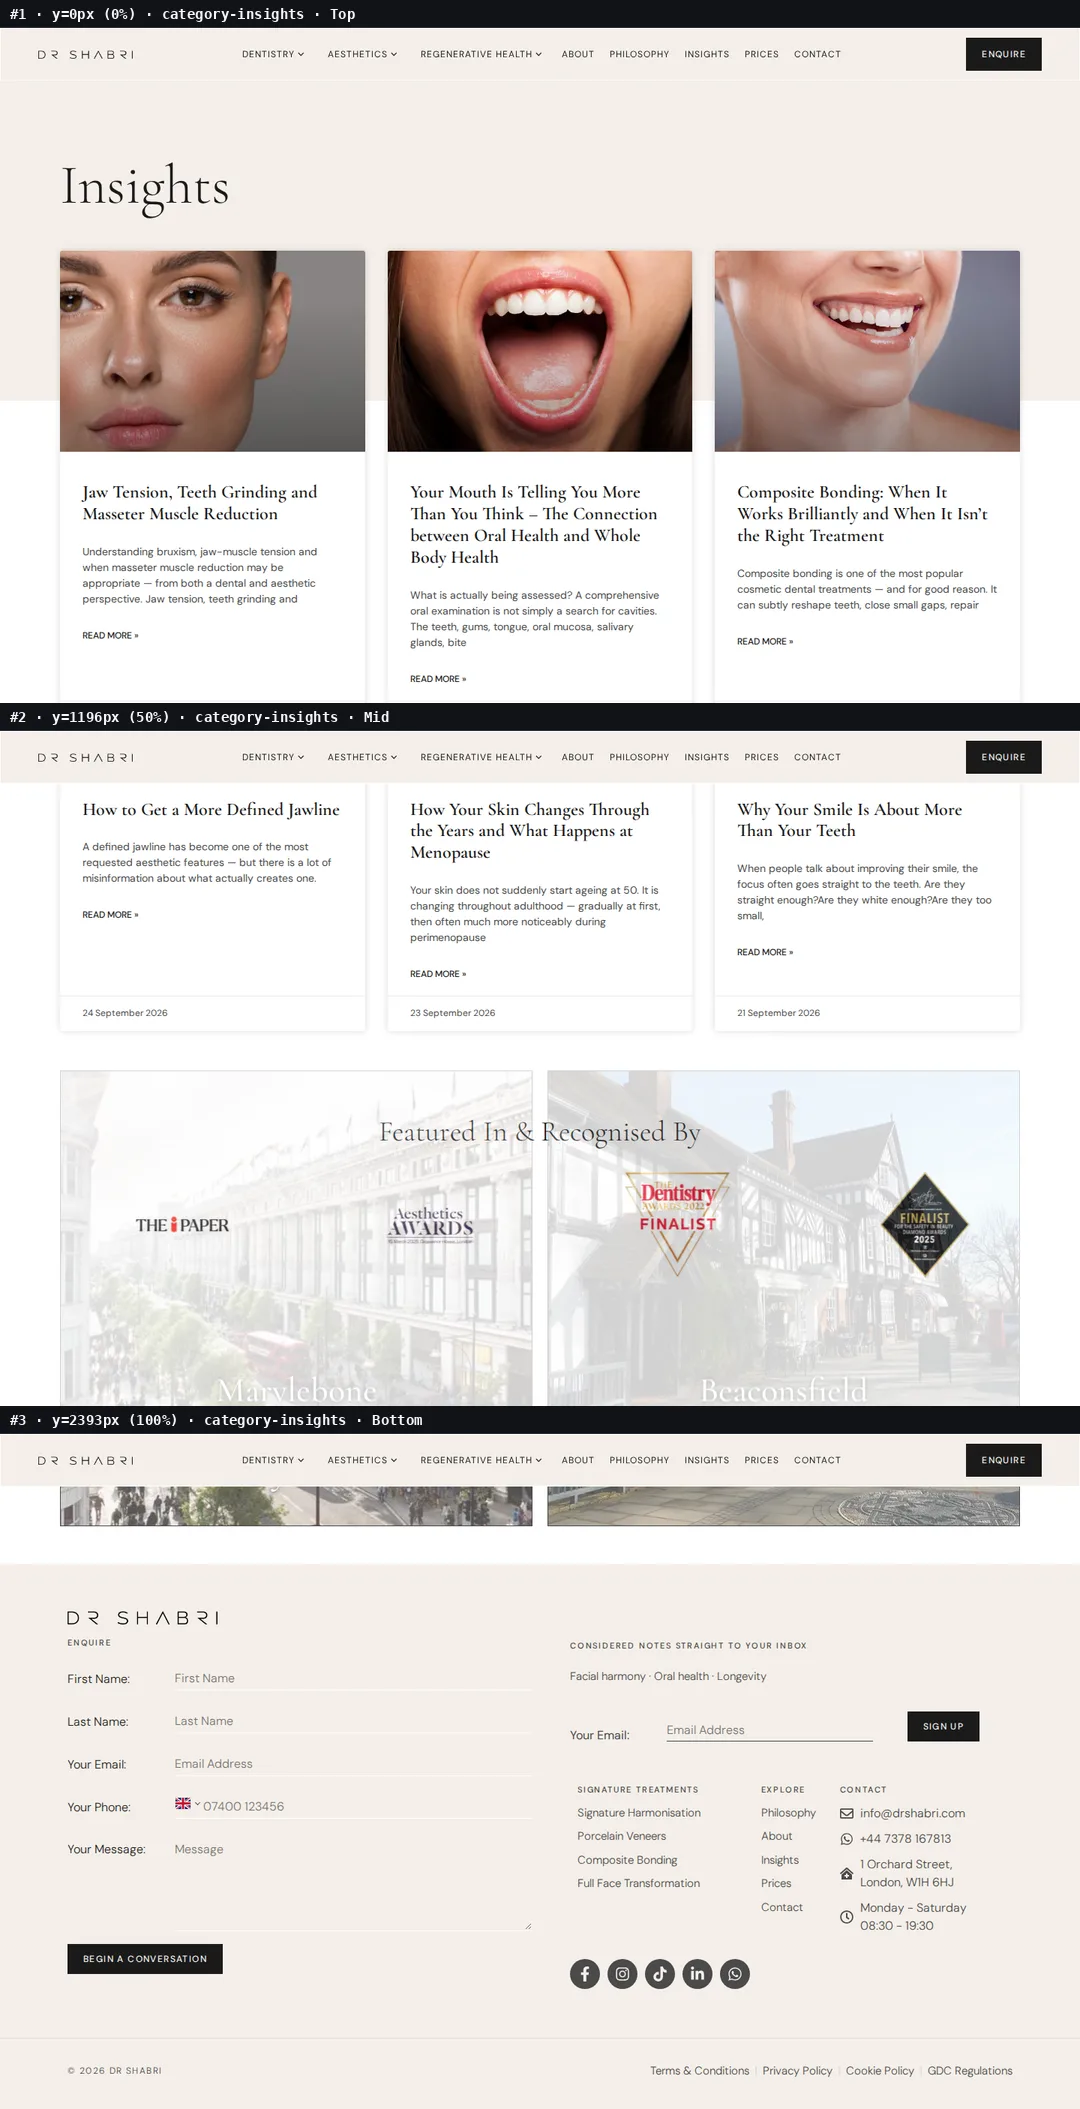 #1 · y=0px (0%) · category-insights · Top
DR SHABRI
DENTISTRY AESTHETICS REGENERATIVE HEALTH ABOUT PHILOSOPHY INSIGHTS PRICES CONTACT
ENQUIRE
Insights
Jaw Tension, Teeth Grinding and
Masseter Muscle Reduction
Understanding bruxism, jaw-muscle tension and
when masseter muscle reduction may be
appropriate — from both a dental and aesthetic
perspective. Jaw tension, teeth grinding and
READ MORE »
Your Mouth Is Telling You More
Than You Think – The Connection
between Oral Health and Whole
Body Health
What is actually being assessed? A comprehensive
oral examination is not simply a search for cavities.
The teeth, gums, tongue, oral mucosa, salivary
glands, bite
READ MORE »
Composite Bonding: When It
Works Brilliantly and When It Isn't
the Right Treatment
Composite bonding is one of the most popular
cosmetic dental treatments — and for good reason. It
can subtly reshape teeth, close small gaps, repair
READ MORE »
#2 · y=1196px (50%) · category-insights · Mid
DR SHABRI
DENTISTRY AESTHETICS REGENERATIVE HEALTH ABOUT PHILOSOPHY INSIGHTS PRICES CONTACT
ENQUIRE
How to Get a More Defined Jawline
A defined jawline has become one of the most
requested aesthetic features — but there is a lot of
misinformation about what actually creates one.
READ MORE »
24 September 2026
How Your Skin Changes Through
the Years and What Happens at
Menopause
Your skin does not suddenly start ageing at 50. It is
changing throughout adulthood — gradually at first,
then often much more noticeably during
perimenopause
READ MORE »
23 September 2026
Why Your Smile Is About More
Than Your Teeth
When people talk about improving their smile, the
focus often goes straight to the teeth. Are they
straight enough?Are they white enough?Are they too
small,
READ MORE »
21 September 2026
Featured In & Recognised By
THE i PAPER
Aesthetics
AWARDS
THE
Dentistry
AWARDS 2022
FINALIST
FINALIST
FOR THE SAFETY IN BEAUTY
DIAMOND AWARDS
2025
Marylebone
Beaconsfield
#3 · y=2393px (100%) · category-insights · Bottom
DR SHABRI
DENTISTRY AESTHETICS REGENERATIVE HEALTH ABOUT PHILOSOPHY INSIGHTS PRICES CONTACT
ENQUIRE
DR SHABRI
ENQUIRE
First Name: First Name
Last Name: Last Name
Your Email: Email Address
Your Phone: 07400 123456
Your Message: Message
BEGIN A CONVERSATION
CONSIDERED NOTES STRAIGHT TO YOUR INBOX
Facial harmony · Oral health · Longevity
Your Email: Email Address
SIGN UP
SIGNATURE TREATMENTS
Signature Harmonisation
Porcelain Veneers
Composite Bonding
Full Face Transformation
EXPLORE
Philosophy
About
Insights
Prices
Contact
CONTACT
info@drshabri.com
+44 7378 167813
1 Orchard Street,
London, W1H 6HJ
Monday - Saturday
08:30 - 19:30
© 2026 DR SHABRI
Terms & Conditions | Privacy Policy | Cookie Policy | GDC Regulations